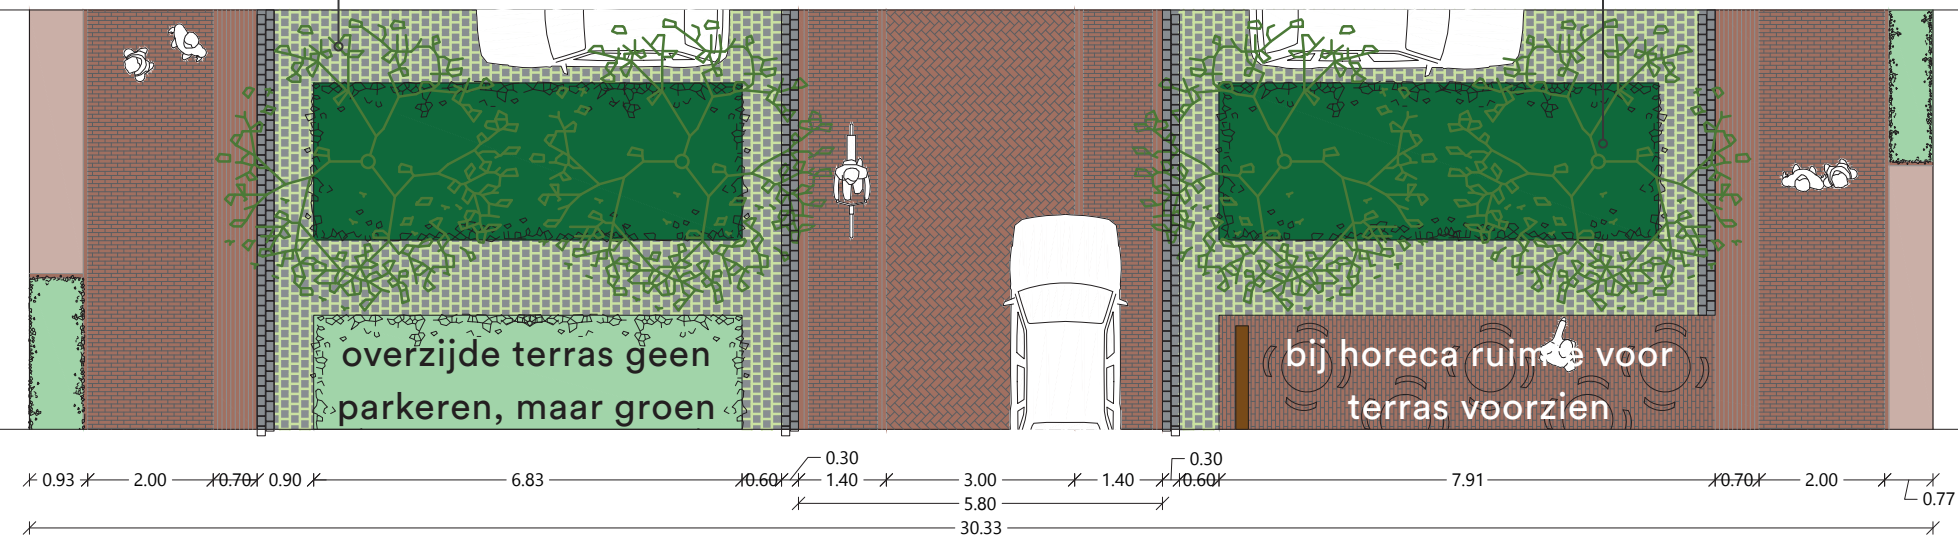 overzijde terras geen
parkeren, maar groen
bij horeca ruimte voor
terras voorzien
0.30 0.30
0.93 2.00 0.70 0.90 6.83 0.60 1.40 3.00 1.40 0.60 7.91 0.70 2.00
0.77
5.80
30.33